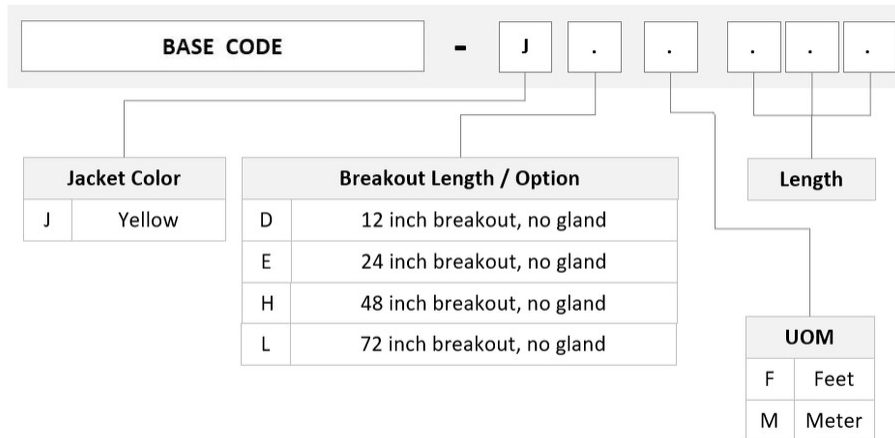 BASE CODE - J . . . . .
Jacket Color
J Yellow
Breakout Length / Option
D 12 inch breakout, no gland
E 24 inch breakout, no gland
H 48 inch breakout, no gland
L 72 inch breakout, no gland
Length
UOM
F Feet
M Meter